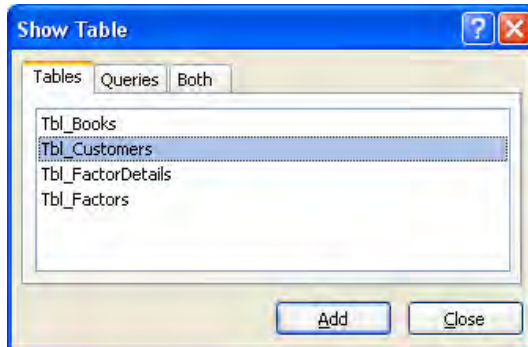 Show Table
Tables Queries Both
Tbl_Books
Tbl_Customers
Tbl_FactorDetails
Tbl_Factors
Add Close